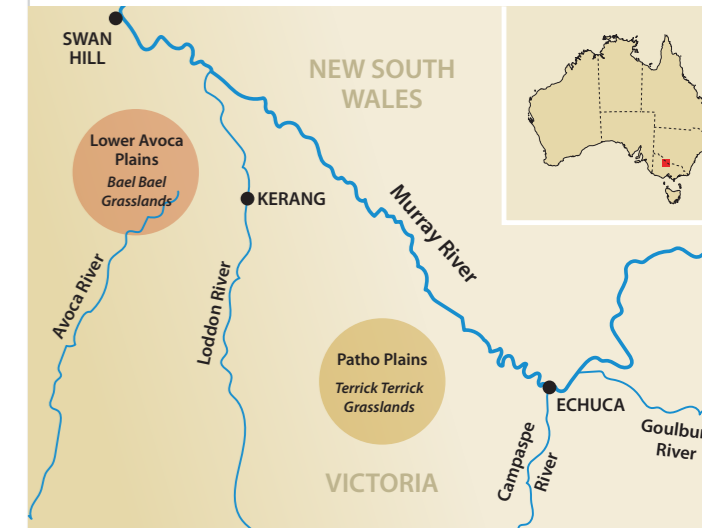 SWAN
HILL
NEW SOUTH
WALES
Lower Avoca
Plains
Bael Bael
Grasslands
KERANG
Murray River
Avoca River
Loddon River
Patho Plains
Terrick Terrick
Grasslands
ECHUCA
Goulbur
River
Campaspe
River
VICTORIA